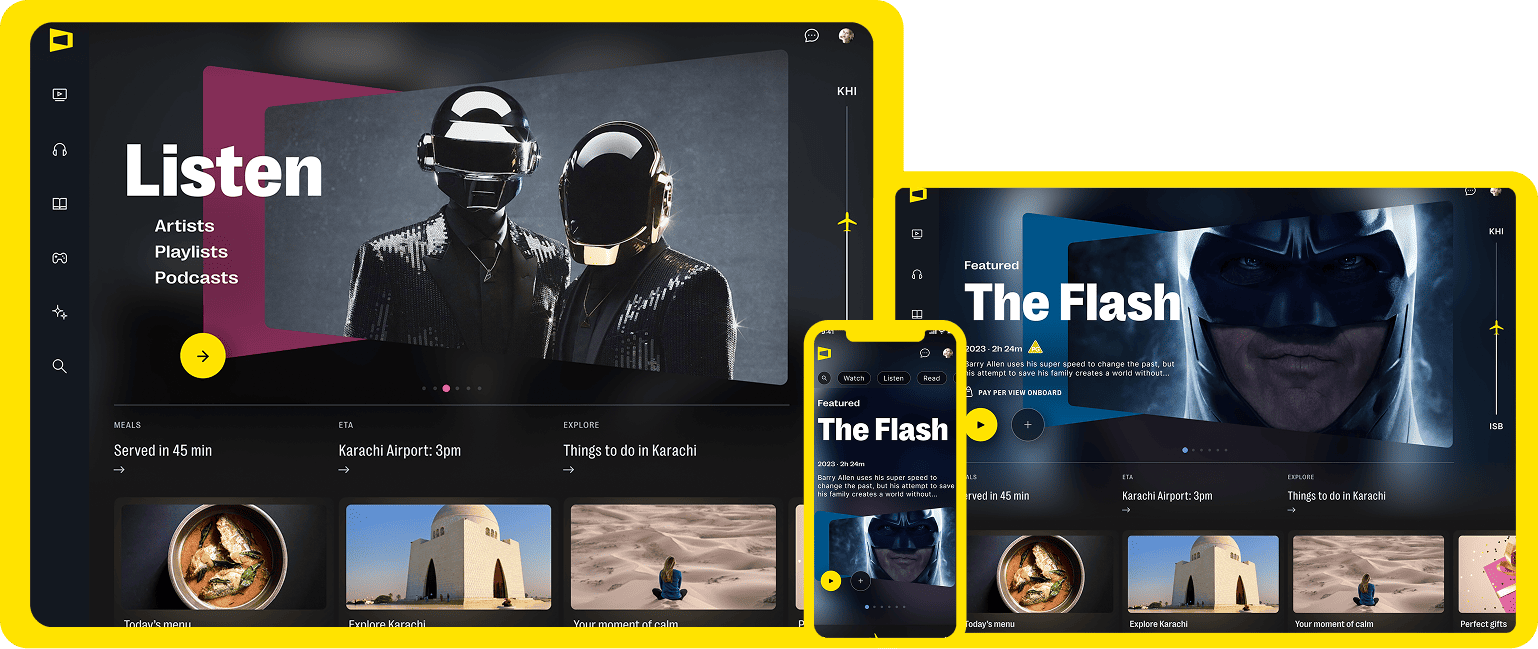 KHI
Listen
Artists
Playlists
Podcasts
MEALS
Served in 45 min
ETA
Karachi Airport: 3pm
EXPLORE
Things to do in Karachi
Today's menu
Explore Karachi
Your moment of calm
P
9:41
Watch
Listen
Read
Featured
The Flash
2023 · 2h 24m
Barry Allen uses his super speed to
change the past, but his attempt to save
his family creates a world without...
KHI
Featured
The Flash
2023 · 2h 24m
PG
Barry Allen uses his super speed to change the past, but
his attempt to save his family creates a world without...
PAY PER VIEW ONBOARD
ISB
ALS
erved in 45 min
ETA
Karachi Airport: 3pm
EXPLORE
Things to do in Karachi
oday's menu
Explore Karachi
Your moment of calm
Perfect gifts